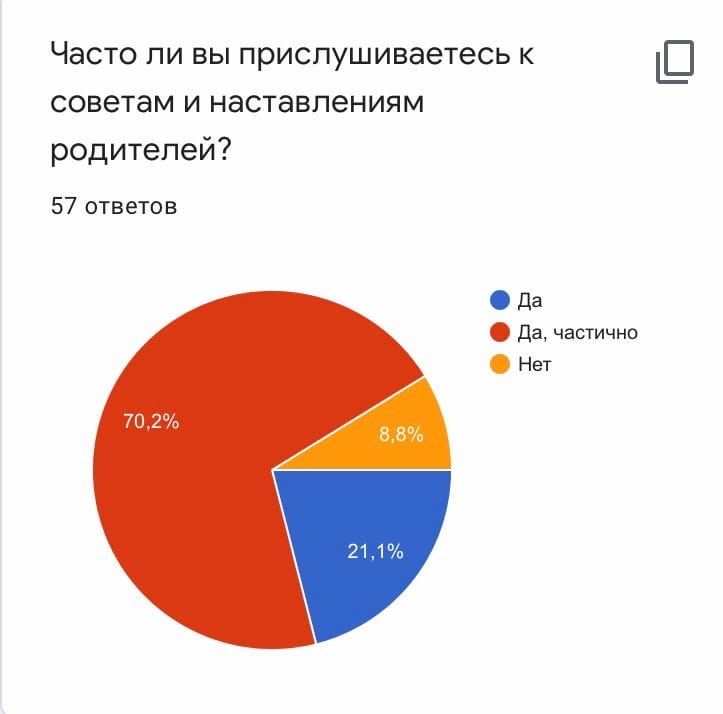 Часто ли вы прислушиваетесь к
советам и наставлениям
родителей?
57 ответов
Да
Да, частично
Нет
70,2%
8,8%
21,1%